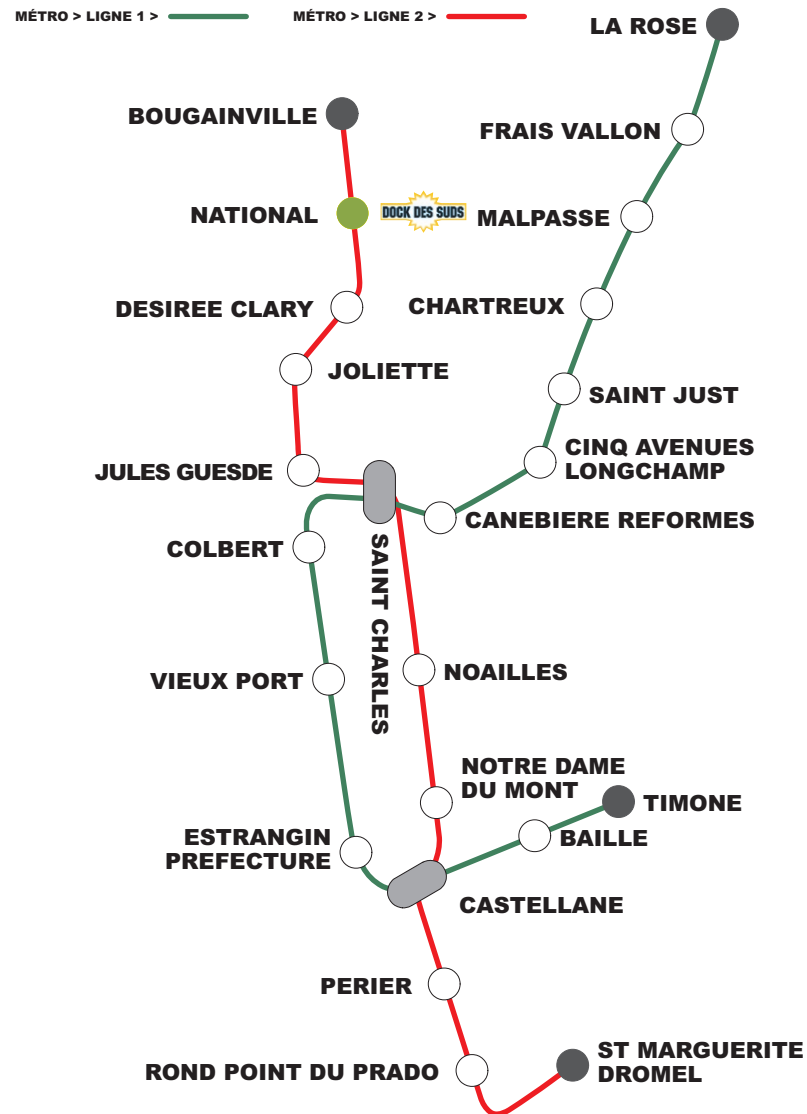 MÉTRO > LIGNE 1 >
MÉTRO > LIGNE 2 >
LA ROSE
BOUGAINVILLE
FRAIS VALLON
NATIONAL
DOCK DES SUDS
MALPASSE
DESIREE CLARY
CHARTREUX
JOLIETTE
SAINT JUST
CINQ AVENUES
LONGCHAMP
JULES GUESDE
CANEBIERE REFORMES
COLBERT
SAINT CHARLES
VIEUX PORT
NOAILLES
NOTRE DAME
DU MONT
TIMONE
ESTRANGIN
PREFECTURE
BAILLE
CASTELLANE
PERIER
ROND POINT DU PRADO
ST MARGUERITE
DROMEL